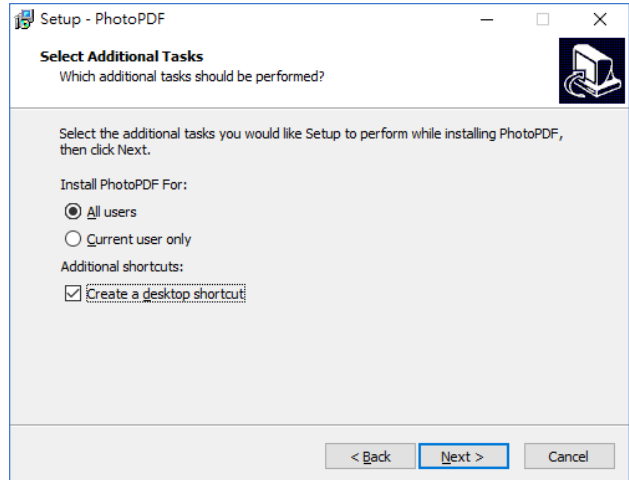 Setup - PhotoPDF
Select Additional Tasks
Which additional tasks should be performed?
Select the additional tasks you would like Setup to perform while installing PhotoPDF,
then click Next.
Install PhotoPDF For:
All users
Current user only
Additional shortcuts:
Create a desktop shortcut
< Back Next > Cancel